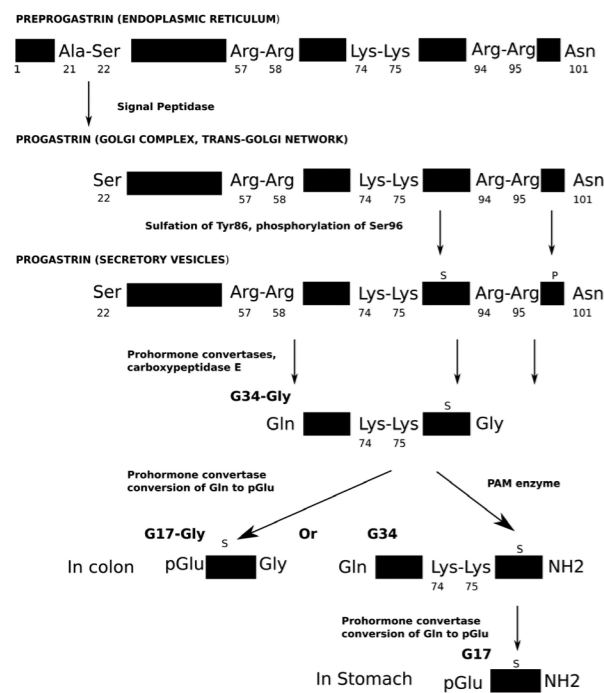 PREPROGASTRIN (ENDOPLASMIC RETICULUM)
Ala-Ser Arg-Arg Lys-Lys Arg-Arg Asn
1 21 22 57 58 74 75 94 95 101
Signal Peptidase
PROGASTRIN (GOLGI COMPLEX, TRANS-GOLGI NETWORK)
Ser Arg-Arg Lys-Lys Arg-Arg Asn
22 57 58 74 75 94 95 101
Sulfation of Tyr86, phosphorylation of Ser96
PROGASTRIN (SECRETORY VESICLES)
S P
Ser Arg-Arg Lys-Lys Arg-Arg Asn
22 57 58 74 75 94 95 101
Prohormone convertases,
carboxypeptidase E
G34-Gly
S
Gln Lys-Lys Gly
74 75
Prohormone convertase
conversion of Gln to pGlu
PAM enzyme
G17-Gly Or G34
S S
In colon pGlu Gly Gln Lys-Lys NH2
74 75
Prohormone convertase
conversion of Gln to pGlu
G17
S
In Stomach pGlu NH2